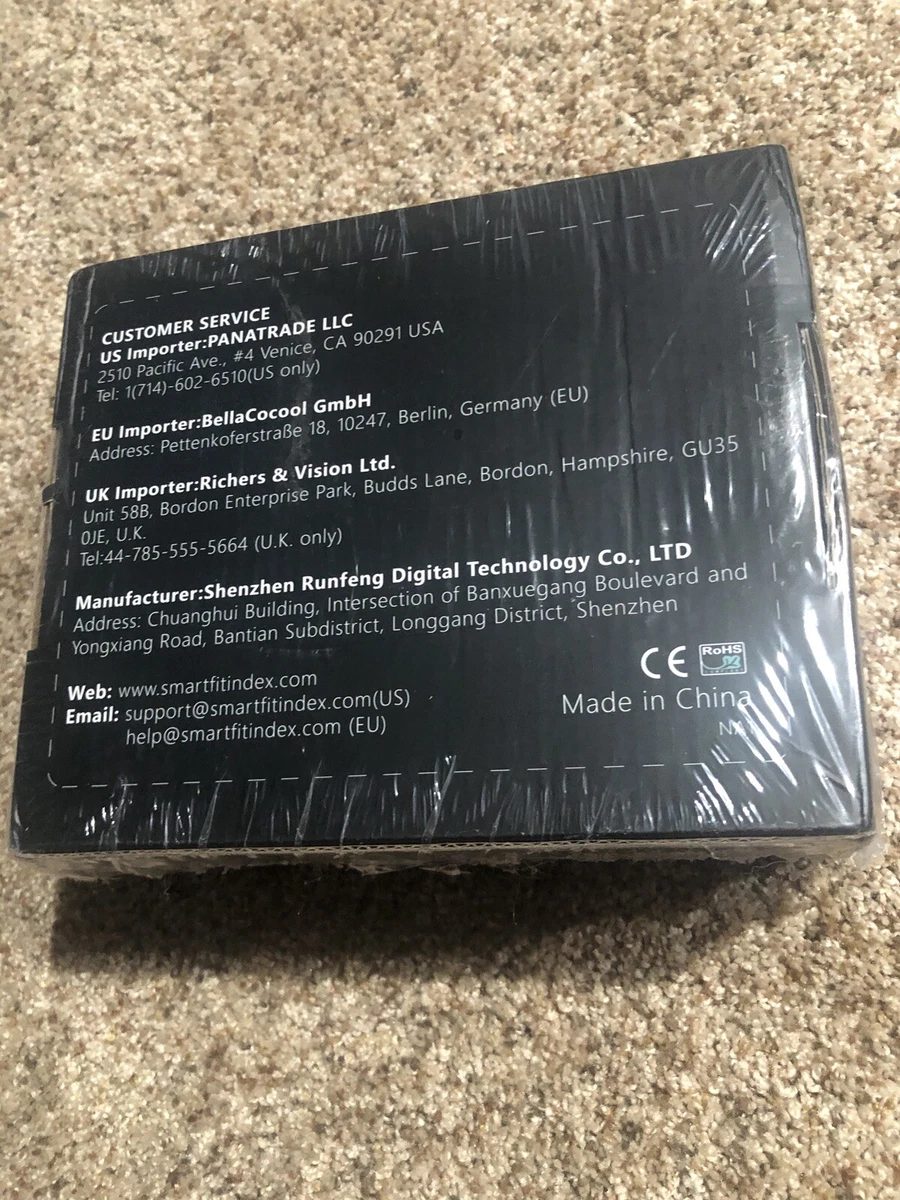 CUSTOMER SERVICE
US Importer:PANATRADE LLC
2510 Pacific Ave., #4 Venice, CA 90291 USA
Tel: 1(714)-602-6510(US only)
EU Importer:BellaCocool GmbH
Address: Pettenkoferstraße 18, 10247, Berlin, Germany (EU)
UK Importer:Richers & Vision Ltd.
Unit 58B, Bordon Enterprise Park, Budds Lane, Bordon, Hampshire, GU35
0JE, U.K.
Tel:44-785-555-5664 (U.K. only)
Manufacturer:Shenzhen Runfeng Digital Technology Co., LTD
Address: Chuanghui Building, Intersection of Banxuegang Boulevard and
Yongxiang Road, Bantian Subdistrict, Longgang District, Shenzhen
Web: www.smartfitindex.com
Email: support@smartfitindex.com(US)
help@smartfitindex.com (EU)
CE RoHS
Made in China